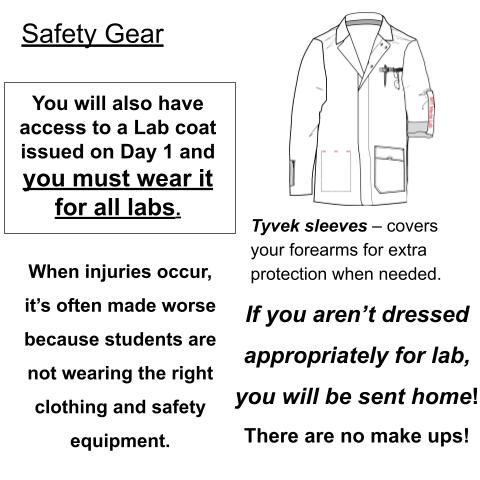 Safety Gear
You will also have
access to a Lab coat
issued on Day 1 and
you must wear it
for all labs.
Tyvek sleeves – covers
your forearms for extra
protection when needed.
When injuries occur,
it’s often made worse
because students are
not wearing the right
clothing and safety
equipment.
If you aren’t dressed
appropriately for lab,
you will be sent home!
There are no make ups!